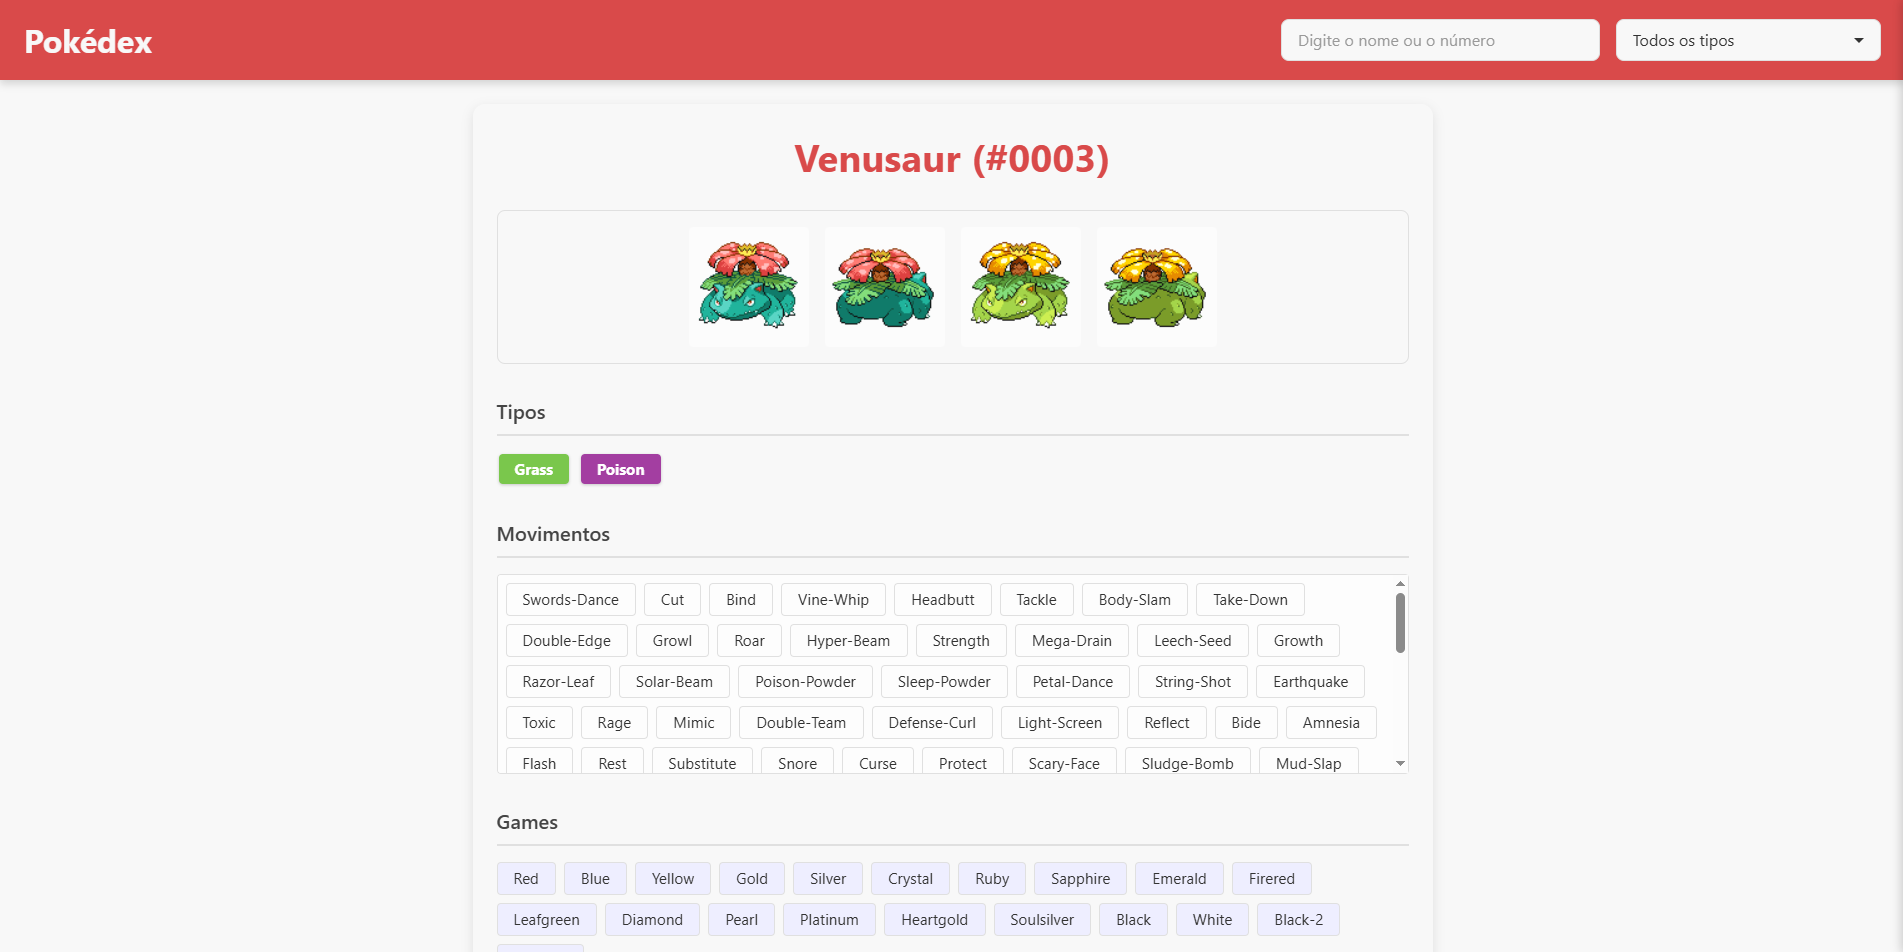 Pokédex
Digite o nome ou o número
Todos os tipos
Venusaur (#0003)
Tipos
Grass Poison
Movimentos
Swords-Dance Cut Bind Vine-Whip Headbutt Tackle Body-Slam Take-Down
Double-Edge Growl Roar Hyper-Beam Strength Mega-Drain Leech-Seed Growth
Razor-Leaf Solar-Beam Poison-Powder Sleep-Powder Petal-Dance String-Shot Earthquake
Toxic Rage Mimic Double-Team Defense-Curl Light-Screen Reflect Bide Amnesia
Flash Rest Substitute Snore Curse Protect Scary-Face Sludge-Bomb Mud-Slap
Games
Red Blue Yellow Gold Silver Crystal Ruby Sapphire Emerald Firered
Leafgreen Diamond Pearl Platinum Heartgold Soulsilver Black White Black-2